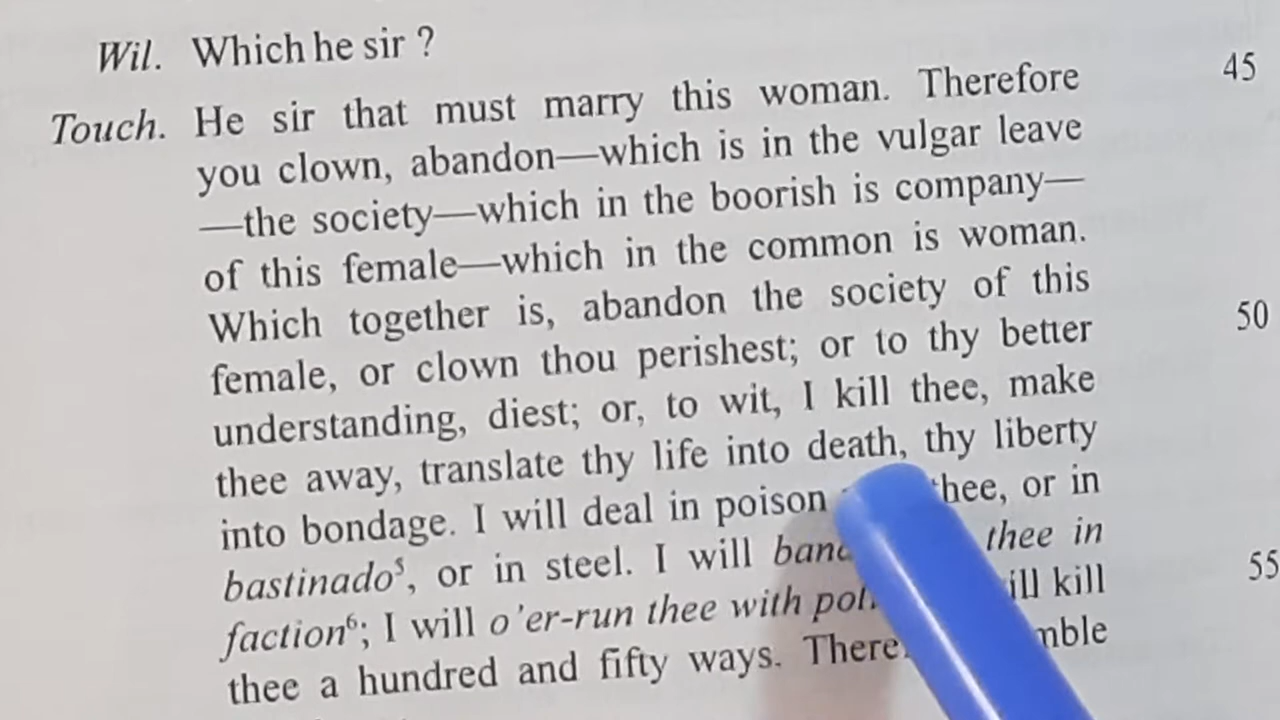 Wil. Which he sir ?
45
Touch. He sir that must marry this woman. Therefore
you clown, abandon—which is in the vulgar leave
—the society—which in the boorish is company—
of this female—which in the common is woman.
Which together is, abandon the society of this
50
female, or clown thou perishest; or to thy better
understanding, diest; or, to wit, I kill thee, make
thee away, translate thy life into death, thy liberty
into bondage. I will deal in poison thee, or in
bastinado⁵, or in steel. I will thee in
55
faction⁶; I will o'er-run thee with kill
thee a hundred and fifty ways.